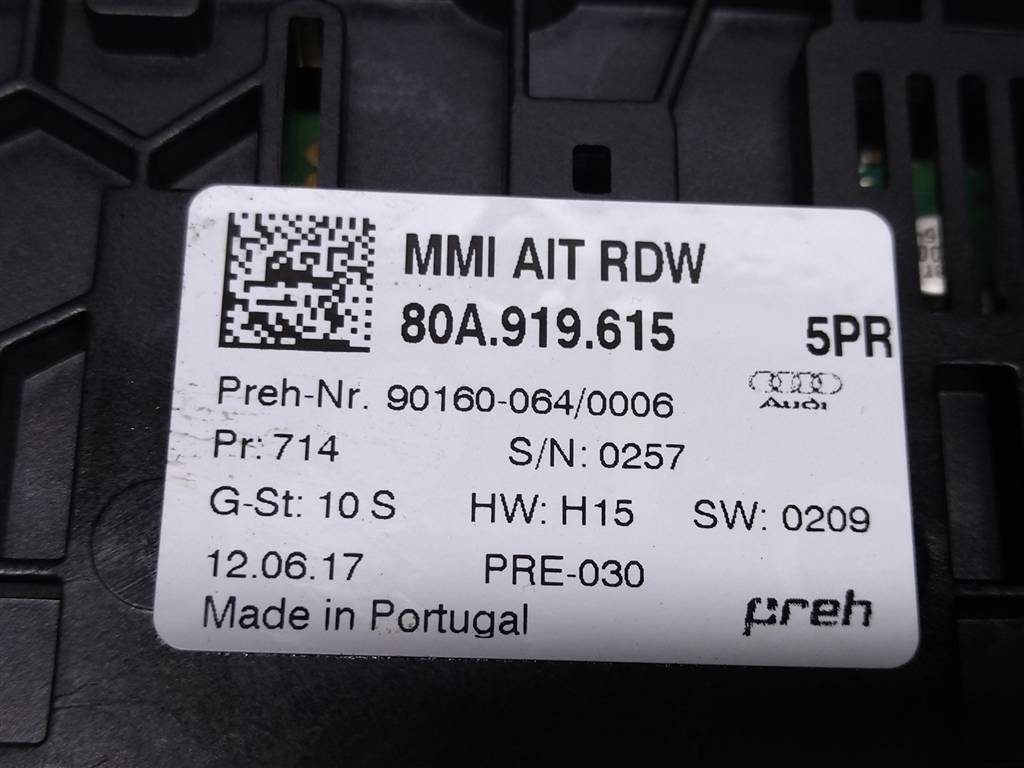 MMI AIT RDW
80A.919.615 5PR
Preh-Nr. 90160-064/0006
Audi
Pr: 714 S/N: 0257
G-St: 10 S HW: H15 SW: 0209
12.06.17 PRE-030
Made in Portugal preh